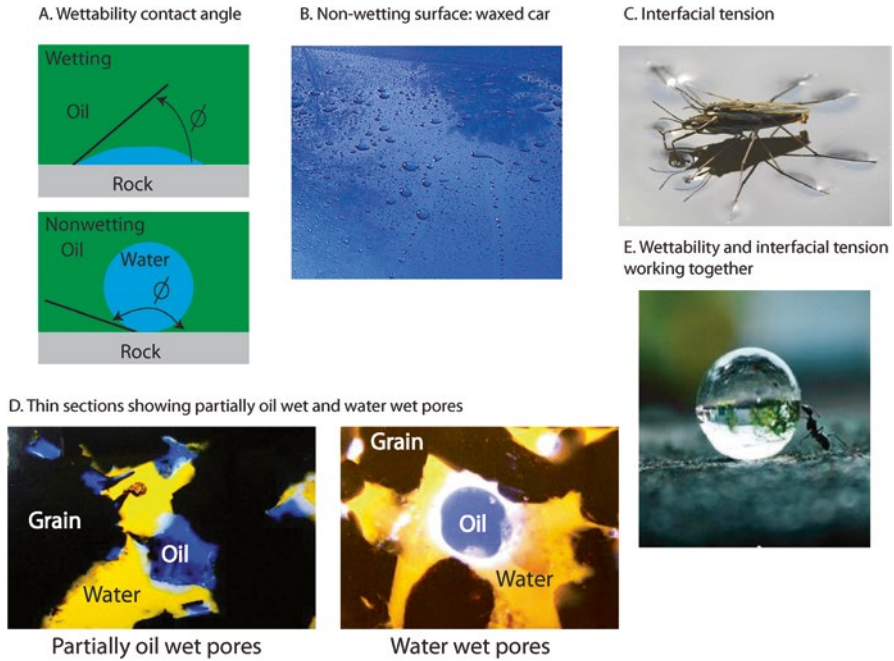 A. Wettability contact angle
Wetting
Oil
ϕ
Rock
Nonwetting
Oil
Water
ϕ
Rock
B. Non-wetting surface: waxed car
C. Interfacial tension
E. Wettability and interfacial tension
working together
D. Thin sections showing partially oil wet and water wet pores
Grain
Oil
Water
Partially oil wet pores
Grain
Oil
Water
Water wet pores